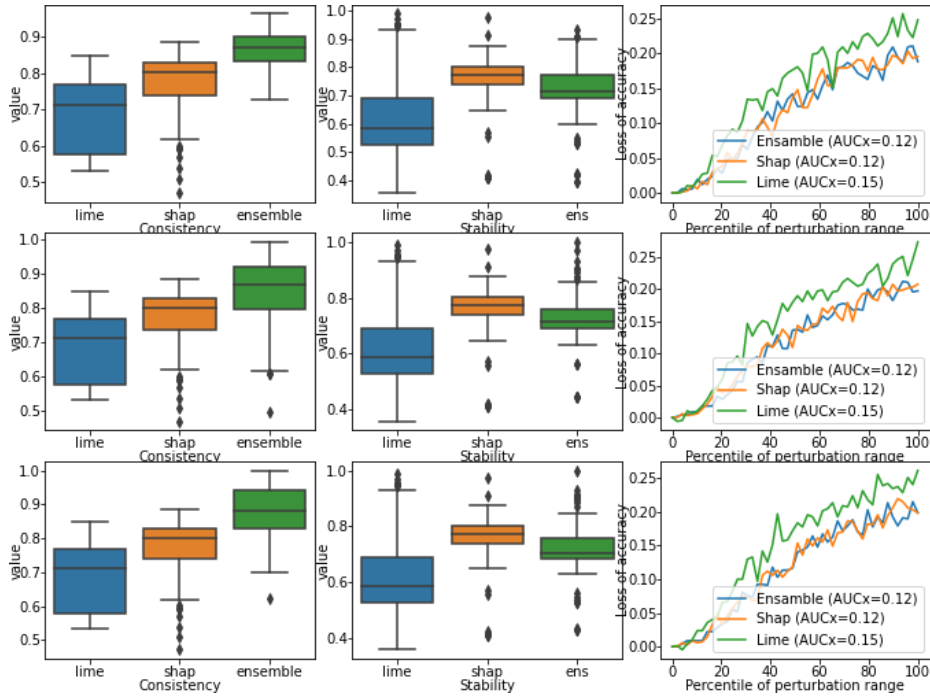 value
0.9
0.8
0.7
0.6
0.5
lime
shap
ensemble
Consistency
1.0
0.9
0.8
0.7
0.6
0.5
0.4
lime
shap
ens
Stability
Loss of accuracy
0.25
0.20
0.15
0.10
0.05
0.00
Ensamble (AUCx=0.12)
Shap (AUCx=0.12)
Lime (AUCx=0.15)
0 20 40 60 80 100
Percentile of perturbation range
value
1.0
0.9
0.8
0.7
0.6
0.5
lime
shap
ensemble
Consistency
value
1.0
0.8
0.6
0.4
lime
shap
ens
Stability
Loss of accuracy
0.25
0.20
0.15
0.10
0.05
0.00
Ensamble (AUCx=0.12)
Shap (AUCx=0.12)
Lime (AUCx=0.15)
0 20 40 60 80 100
Percentile of perturbation range
value
1.0
0.9
0.8
0.7
0.6
0.5
lime
shap
ensemble
Consistency
value
1.0
0.8
0.6
0.4
lime
shap
ens
Stability
Loss of accuracy
0.25
0.20
0.15
0.10
0.05
0.00
Ensamble (AUCx=0.12)
Shap (AUCx=0.12)
Lime (AUCx=0.15)
0 20 40 60 80 100
Percentile of perturbation range